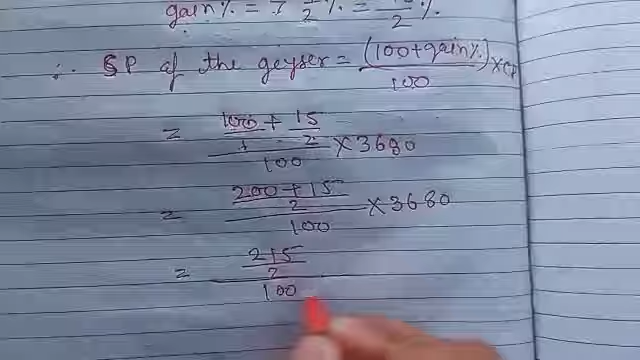 gain% = 7 1/2 % = 15/2 %
∴ SP of the geyser = (100+gain%)/100 × CP
= (100/1 + 15/2)/100 × 3680
= ((200+15)/2)/100 × 3680
= (215/2)/100